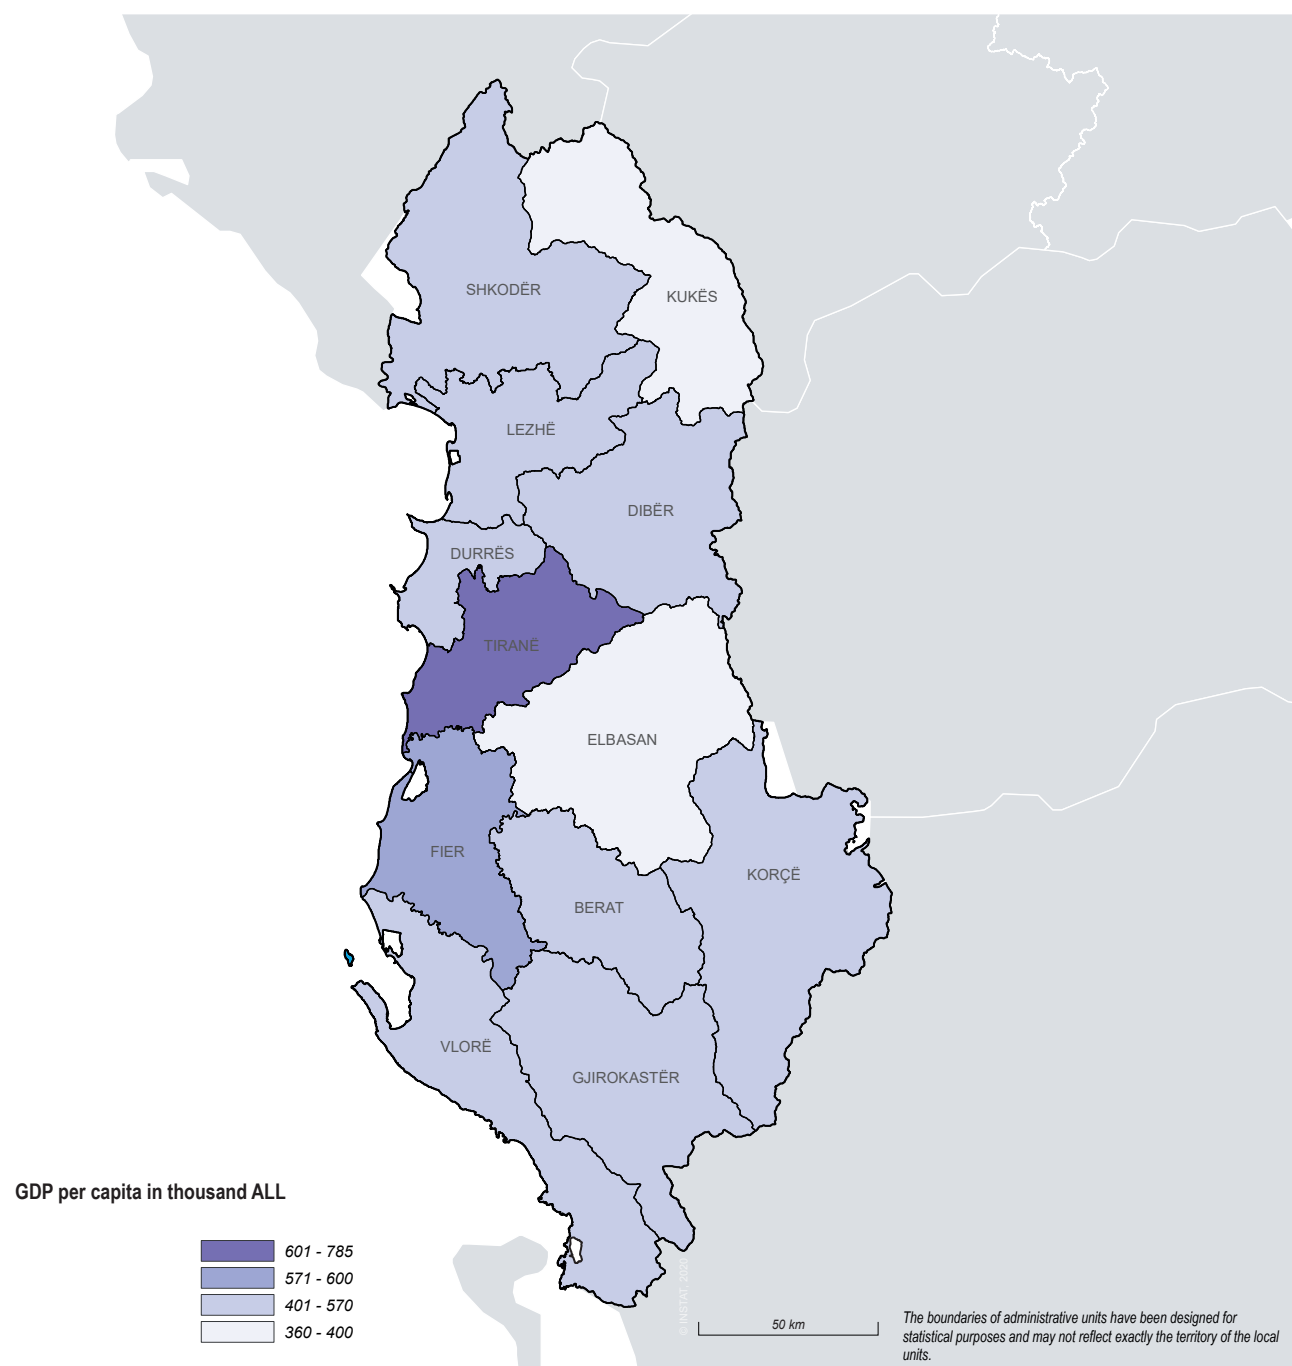 SHKODËR
KUKËS
LEZHË
DIBËR
DURRËS
TIRANË
ELBASAN
FIER
KORÇË
BERAT
VLORË
GJIROKASTËR
GDP per capita in thousand ALL
601 - 785
571 - 600
401 - 570
360 - 400
© INSTAT 2020
50 km
The boundaries of administrative units have been designed for
statistical purposes and may not reflect exactly the territory of the local
units.